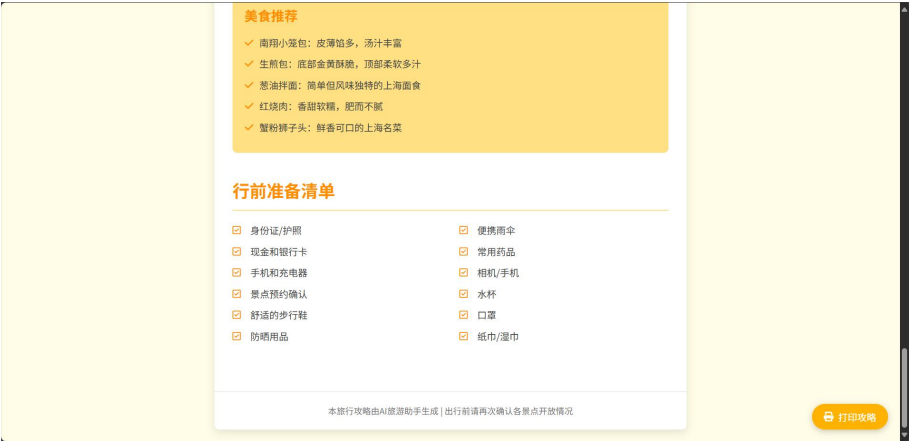 美食推荐
南翔小笼包：皮薄馅多，汤汁丰富
生煎包：底部金黄酥脆，顶部柔软多汁
葱油拌面：简单但风味独特的上海面食
红烧肉：香甜软糯，肥而不腻
蟹粉狮子头：鲜香可口的上海名菜
行前准备清单
身份证/护照
现金和银行卡
手机和充电器
景点预约确认
舒适的步行鞋
防晒用品
便携雨伞
常用药品
相机/手机
水杯
口罩
纸巾/湿巾
本旅行攻略由AI旅游助手生成 | 出行前请再次确认各景点开放情况
打印攻略